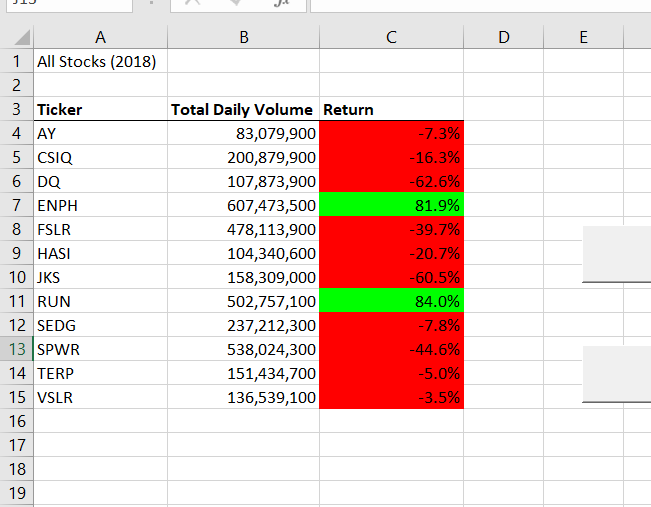 A B C D E
1 All Stocks (2018)
2
3 Ticker Total Daily Volume Return
4 AY 83,079,900 -7.3%
5 CSIQ 200,879,900 -16.3%
6 DQ 107,873,900 -62.6%
7 ENPH 607,473,500 81.9%
8 FSLR 478,113,900 -39.7%
9 HASI 104,340,600 -20.7%
10 JKS 158,309,000 -60.5%
11 RUN 502,757,100 84.0%
12 SEDG 237,212,300 -7.8%
13 SPWR 538,024,300 -44.6%
14 TERP 151,434,700 -5.0%
15 VSLR 136,539,100 -3.5%
16
17
18
19